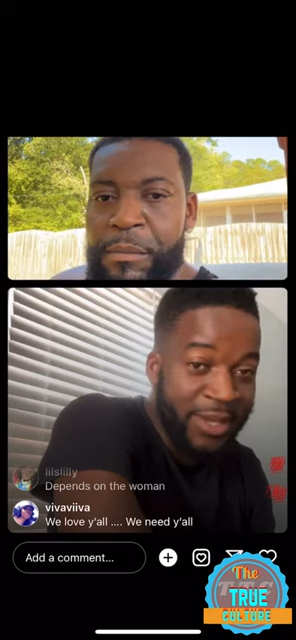 lilslilly
Depends on the woman
vivaviiva
We love y'all .... We need y'all
Add a comment...
The
TRUE
CULTURE